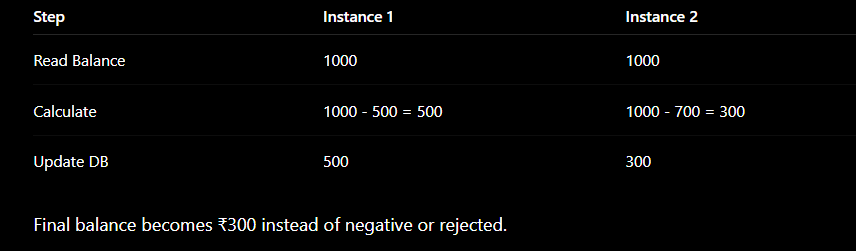 Step Instance 1 Instance 2
Read Balance 1000 1000
Calculate 1000 - 500 = 500 1000 - 700 = 300
Update DB 500 300
Final balance becomes ₹300 instead of negative or rejected.